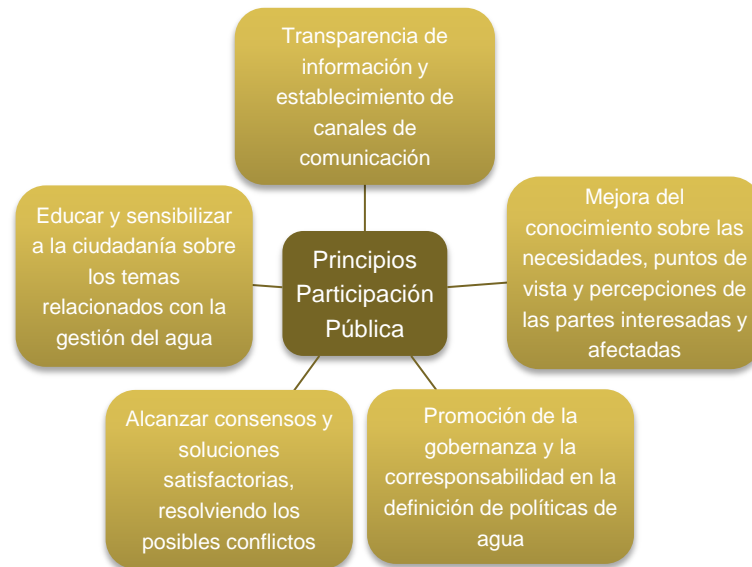 Transparencia de
información y
establecimiento de
canales de
comunicación
Educar y sensibilizar
a la ciudadanía sobre
los temas
relacionados con la
gestión del agua
Principios
Participación
Pública
Mejora del
conocimiento sobre las
necesidades, puntos de
vista y percepciones de
las partes interesadas y
afectadas
Alcanzar consensos y
soluciones
satisfactorias,
resolviendo los
posibles conflictos
Promoción de la
gobernanza y la
corresponsabilidad en la
definición de políticas de
agua